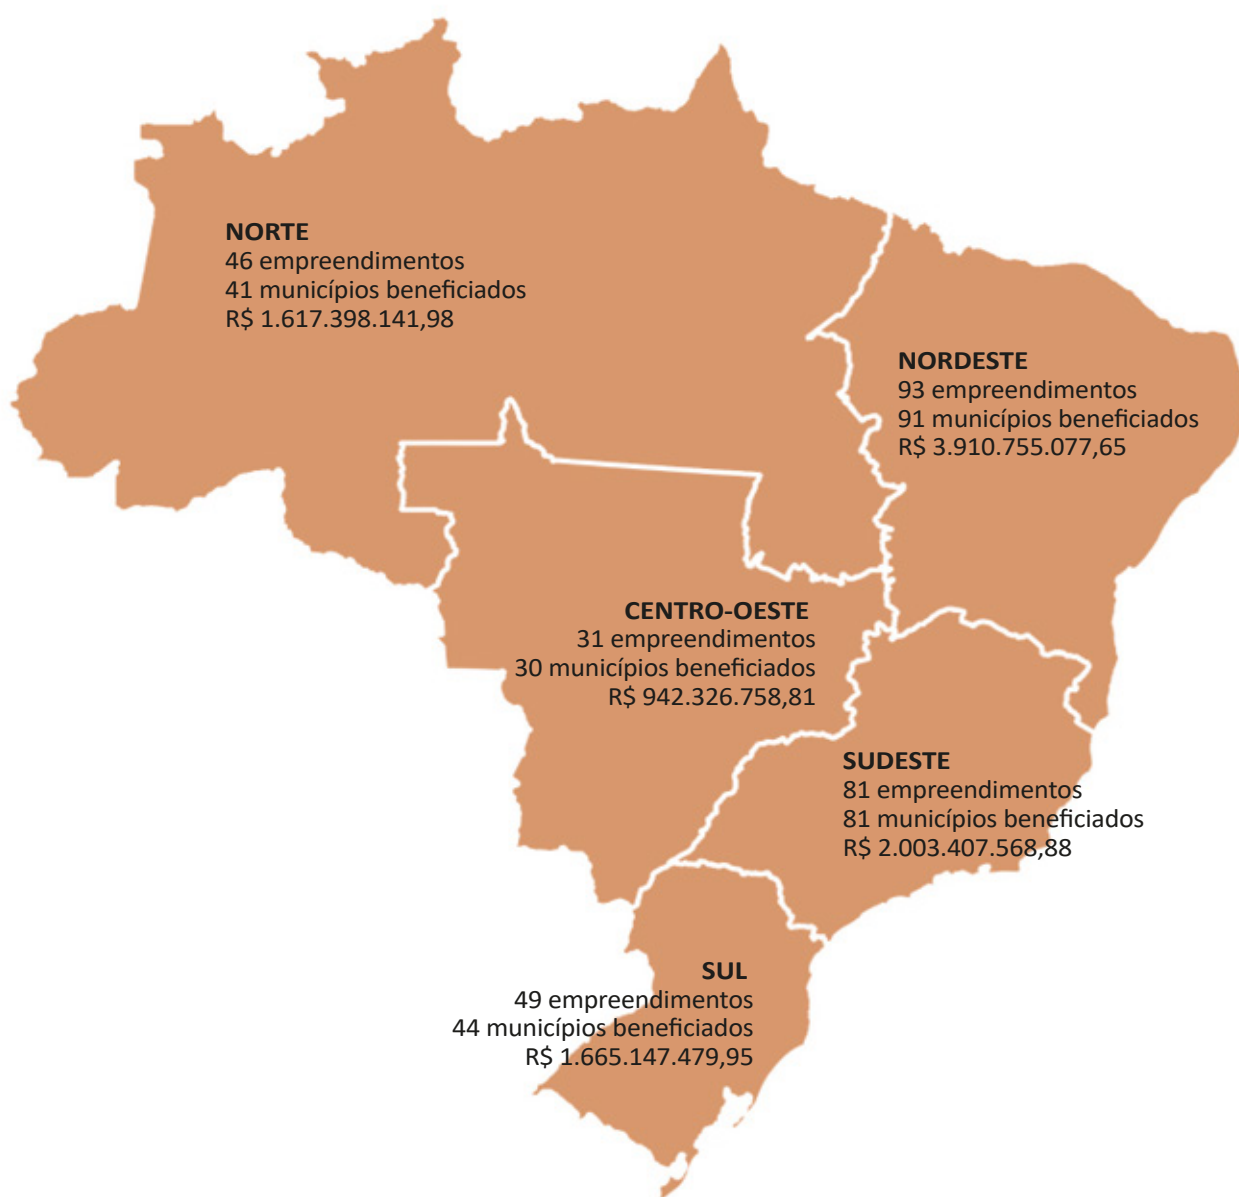 NORTE
46 empreendimentos
41 municípios beneficiados
R$ 1.617.398.141,98
NORDESTE
93 empreendimentos
91 municípios beneficiados
R$ 3.910.755.077,65
CENTRO-OESTE
31 empreendimentos
30 municípios beneficiados
R$ 942.326.758,81
SUDESTE
81 empreendimentos
81 municípios beneficiados
R$ 2.003.407.568,88
SUL
49 empreendimentos
44 municípios beneficiados
R$ 1.665.147.479,95